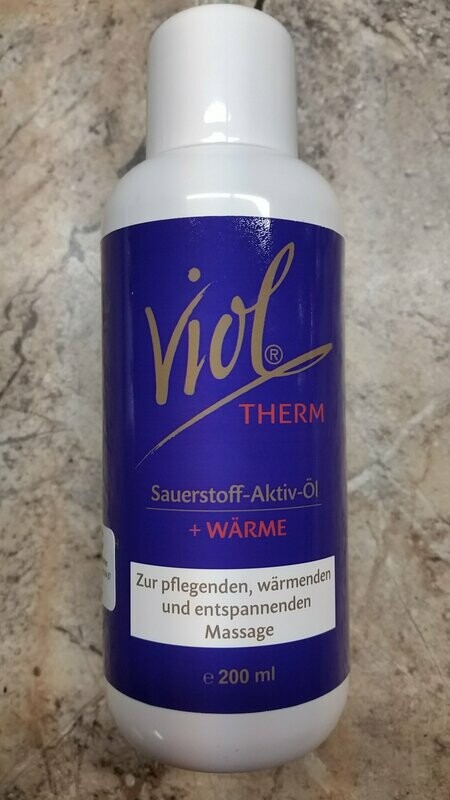 Viol®
THERM
Sauerstoff-Aktiv-Öl
+ WÄRME
Zur pflegenden, wärmenden
und entspannenden
Massage
℮ 200 ml